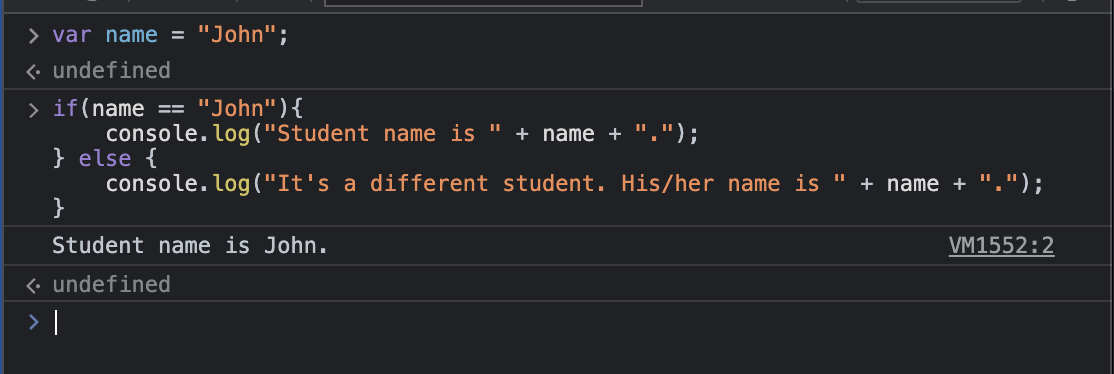 > var name = "John";
<· undefined
> if(name == "John"){
    console.log("Student name is " + name + ".");
} else {
    console.log("It's a different student. His/her name is " + name + ".");
}
Student name is John. VM1552:2
<· undefined
>